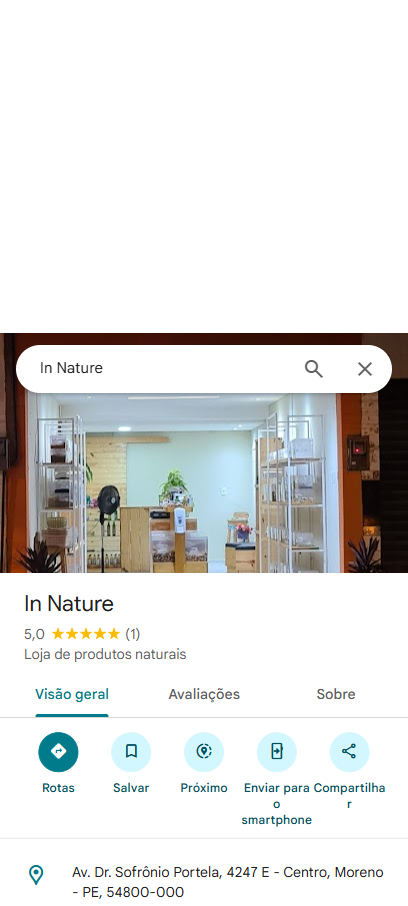 In Nature
In Nature
5,0 ★★★★★ (1)
Loja de produtos naturais
Visão geral
Avaliações
Sobre
Rotas
Salvar
Próximo
Enviar para
o
smartphone
Compartilha
r
Av. Dr. Sofrônio Portela, 4247 E - Centro, Moreno
- PE, 54800-000